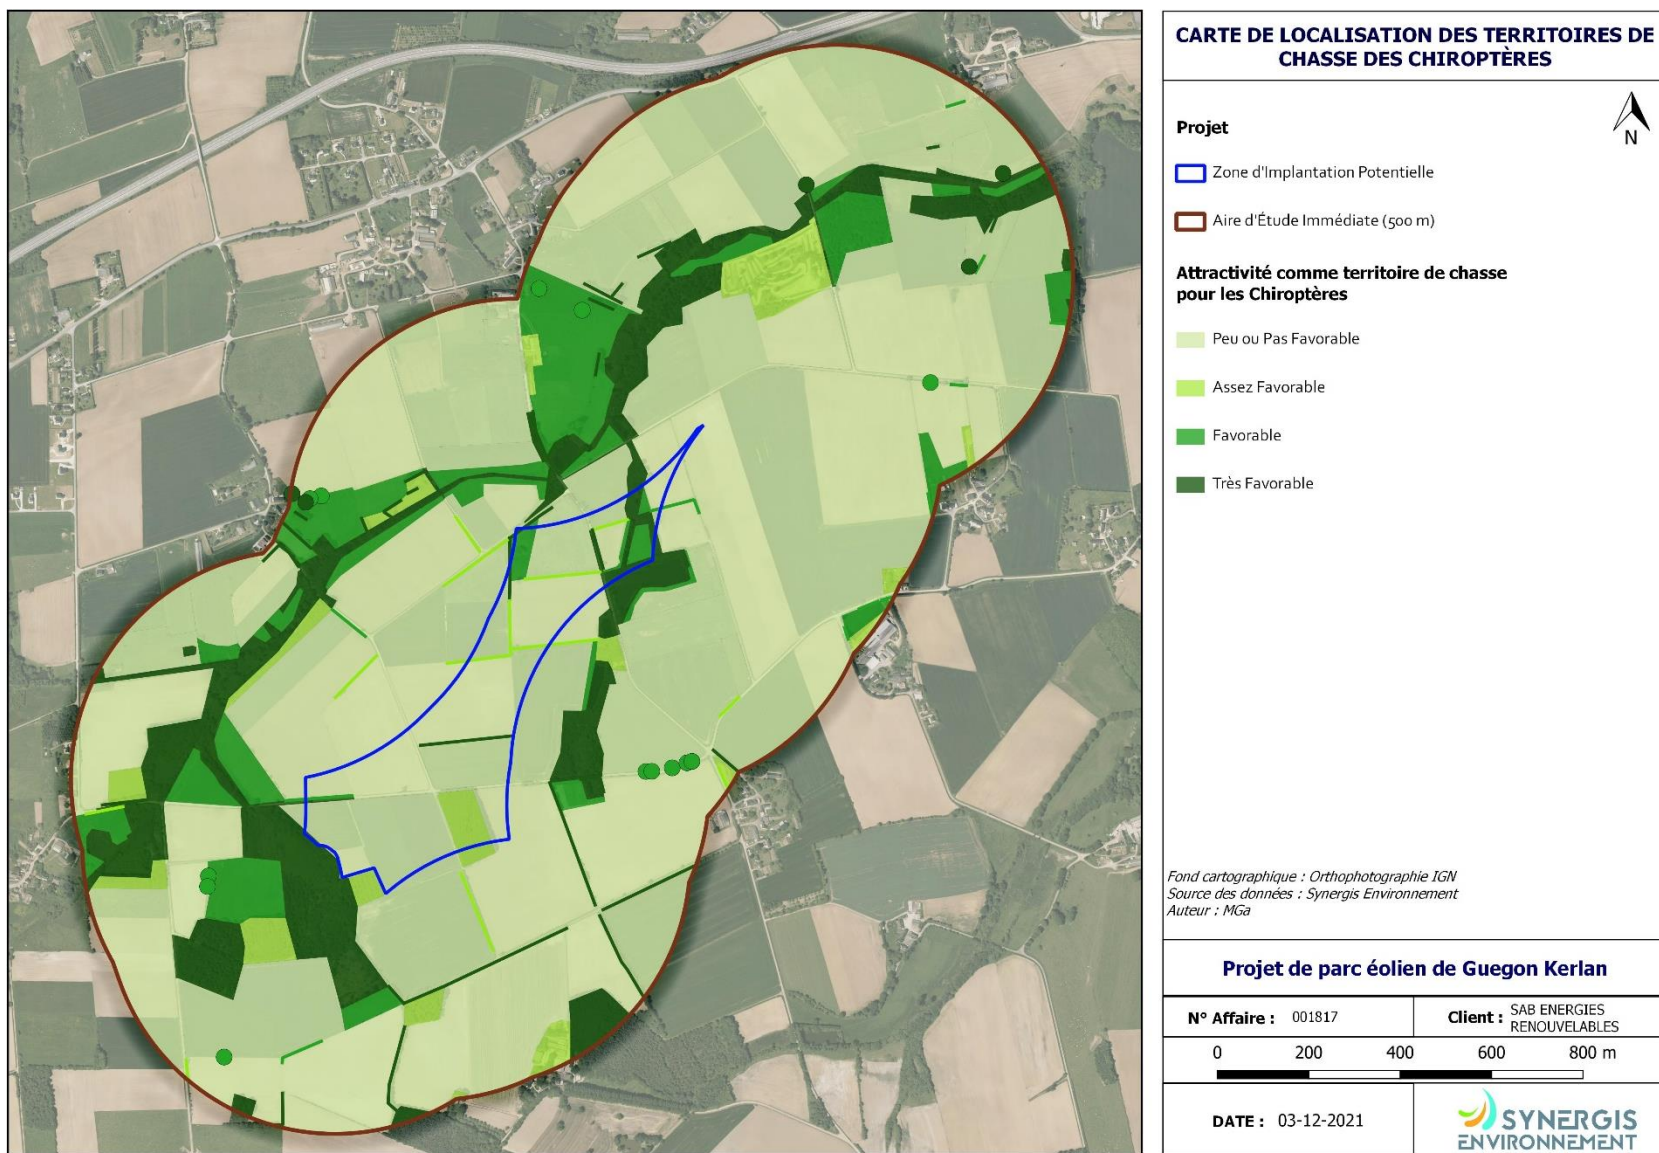 CARTE DE LOCALISATION DES TERRITOIRES DE
CHASSE DES CHIROPTÈRES
N
Projet
Zone d'Implantation Potentielle
Aire d'Étude Immédiate (500 m)
Attractivité comme territoire de chasse
pour les Chiroptères
Peu ou Pas Favorable
Assez Favorable
Favorable
Très Favorable
Fond cartographique : Orthophotographie IGN
Source des données : Synergis Environnement
Auteur : MGa
Projet de parc éolien de Guegon Kerlan
N° Affaire : 001817
Client : SAB ENERGIES
RENOUVELABLES
0 200 400 600 800 m
DATE : 03-12-2021
SYNERGIS
ENVIRONNEMENT